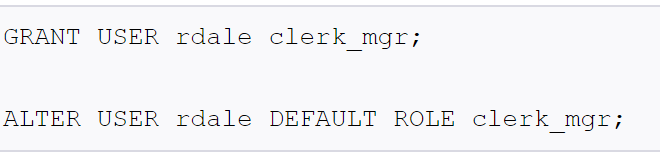 GRANT USER rdale clerk_mgr;
ALTER USER rdale DEFAULT ROLE clerk_mgr;